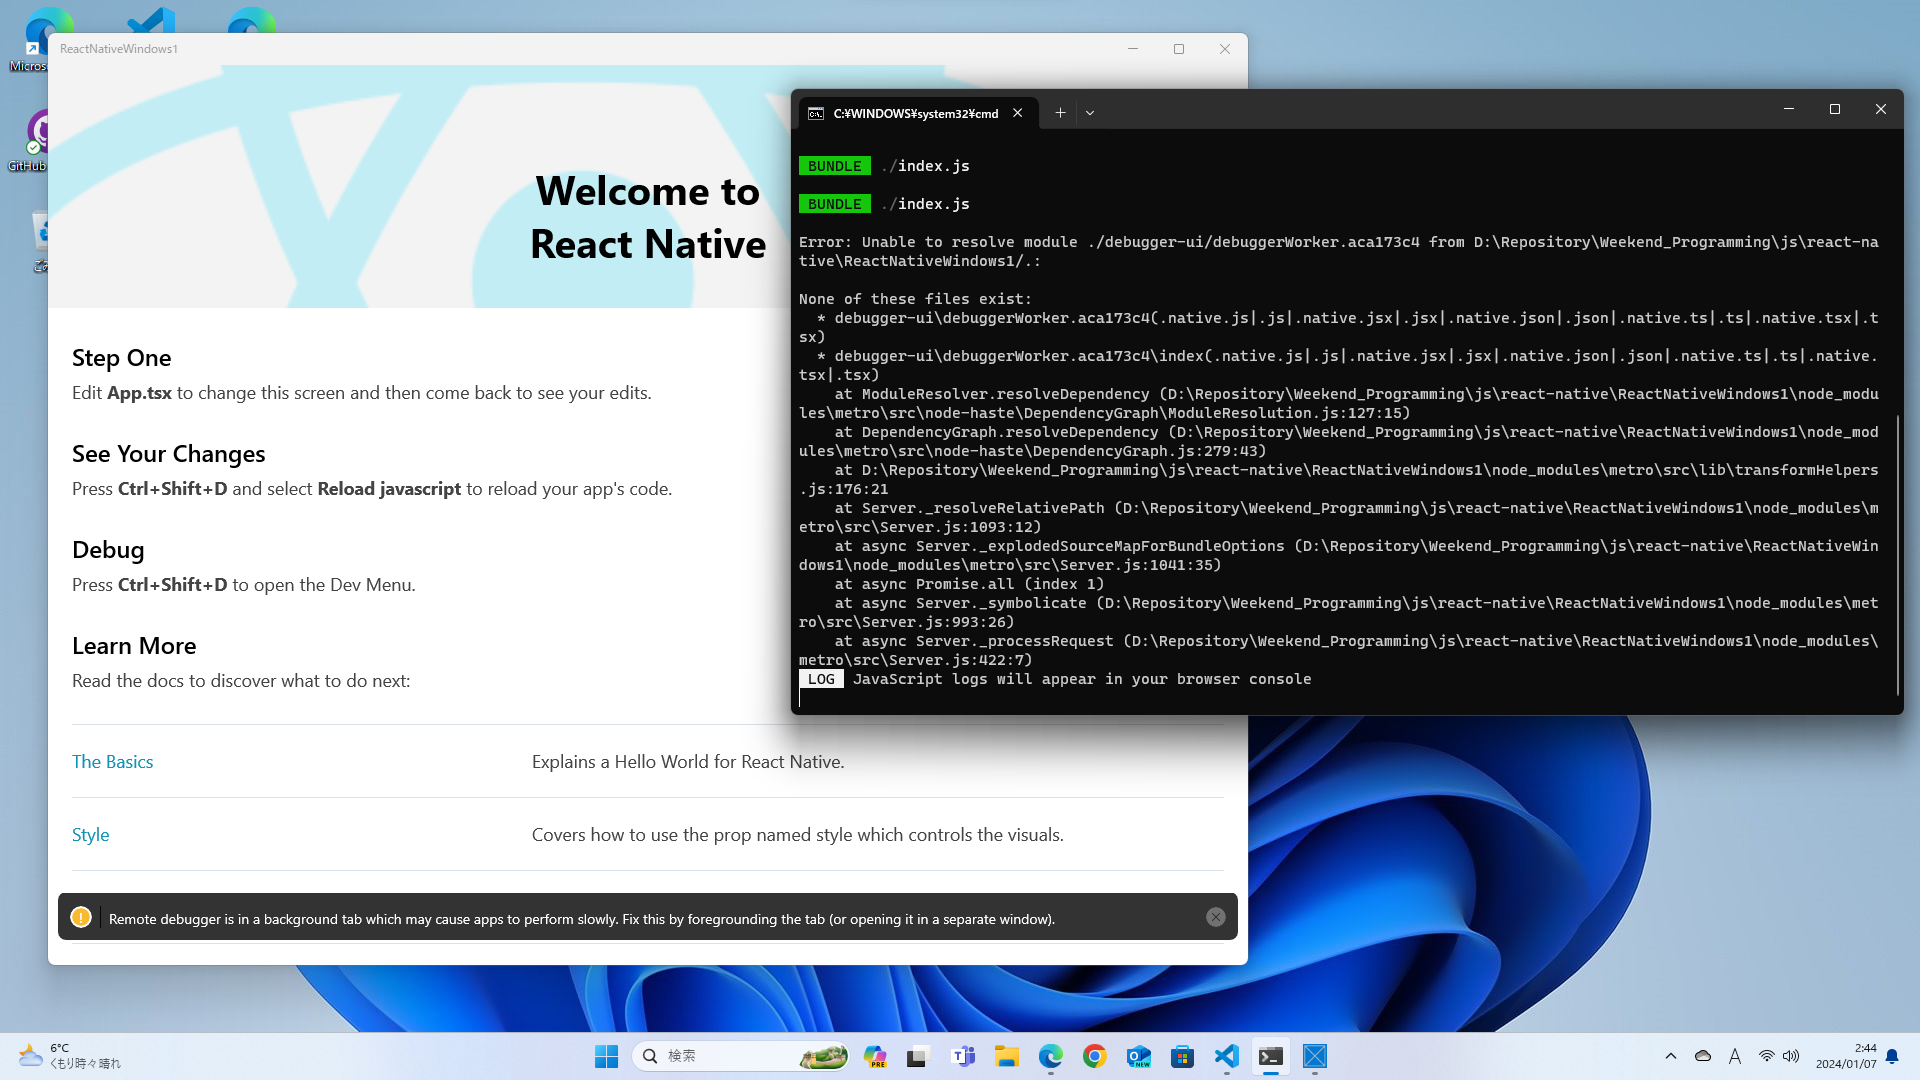 Micros
GitHub
ReactNativeWindows1
Welcome to
React Native
Step One
Edit App.tsx to change this screen and then come back to see your edits.
See Your Changes
Press Ctrl+Shift+D and select Reload javascript to reload your app's code.
Debug
Press Ctrl+Shift+D to open the Dev Menu.
Learn More
Read the docs to discover what to do next:
The Basics
Explains a Hello World for React Native.
Style
Covers how to use the prop named style which controls the visuals.
Remote debugger is in a background tab which may cause apps to perform slowly. Fix this by foregrounding the tab (or opening it in a separate window).
C:¥WINDOWS¥system32¥cmd
BUNDLE ./index.js
BUNDLE ./index.js
Error: Unable to resolve module ./debugger-ui/debuggerWorker.aca173c4 from D:\Repository\Weekend_Programming\js\react-na
tive\ReactNativeWindows1/.:
None of these files exist:
* debugger-ui\debuggerWorker.aca173c4(.native.js|.js|.native.jsx|.jsx|.native.json|.json|.native.ts|.ts|.native.tsx|.t
sx)
* debugger-ui\debuggerWorker.aca173c4\index(.native.js|.js|.native.jsx|.jsx|.native.json|.json|.native.ts|.ts|.native.
tsx|.tsx)
at ModuleResolver.resolveDependency (D:\Repository\Weekend_Programming\js\react-native\ReactNativeWindows1\node_modu
les\metro\src\node-haste\DependencyGraph\ModuleResolution.js:127:15)
at DependencyGraph.resolveDependency (D:\Repository\Weekend_Programming\js\react-native\ReactNativeWindows1\node_mod
ules\metro\src\node-haste\DependencyGraph.js:279:43)
at D:\Repository\Weekend_Programming\js\react-native\ReactNativeWindows1\node_modules\metro\src\lib\transformHelpers
.js:176:21
at Server._resolveRelativePath (D:\Repository\Weekend_Programming\js\react-native\ReactNativeWindows1\node_modules\m
etro\src\Server.js:1093:12)
at async Server._explodedSourceMapForBundleOptions (D:\Repository\Weekend_Programming\js\react-native\ReactNativeWin
dows1\node_modules\metro\src\Server.js:1041:35)
at async Promise.all (index 1)
at async Server._symbolicate (D:\Repository\Weekend_Programming\js\react-native\ReactNativeWindows1\node_modules\met
ro\src\Server.js:993:26)
at async Server._processRequest (D:\Repository\Weekend_Programming\js\react-native\ReactNativeWindows1\node_modules\
metro\src\Server.js:422:7)
LOG JavaScript logs will appear in your browser console
6°C
くもり時々晴れ
検索
PRE
NEW
A
2:44
2024/01/07